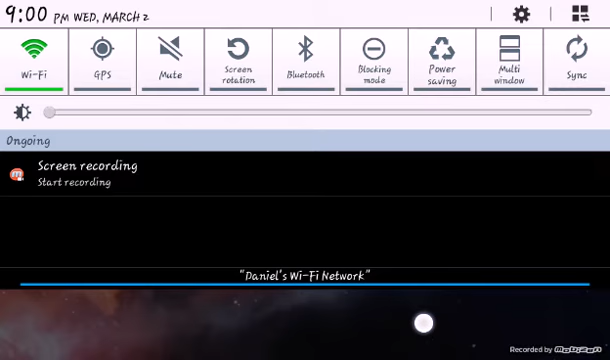 9:00 PM WED, MARCH 2
Wi-Fi
GPS
Mute
Screen
rotation
Bluetooth
Blocking
mode
Power
saving
Multi
window
Sync
Ongoing
Screen recording
Start recording
"Daniel's Wi-Fi Network"
Recorded by Mobizen